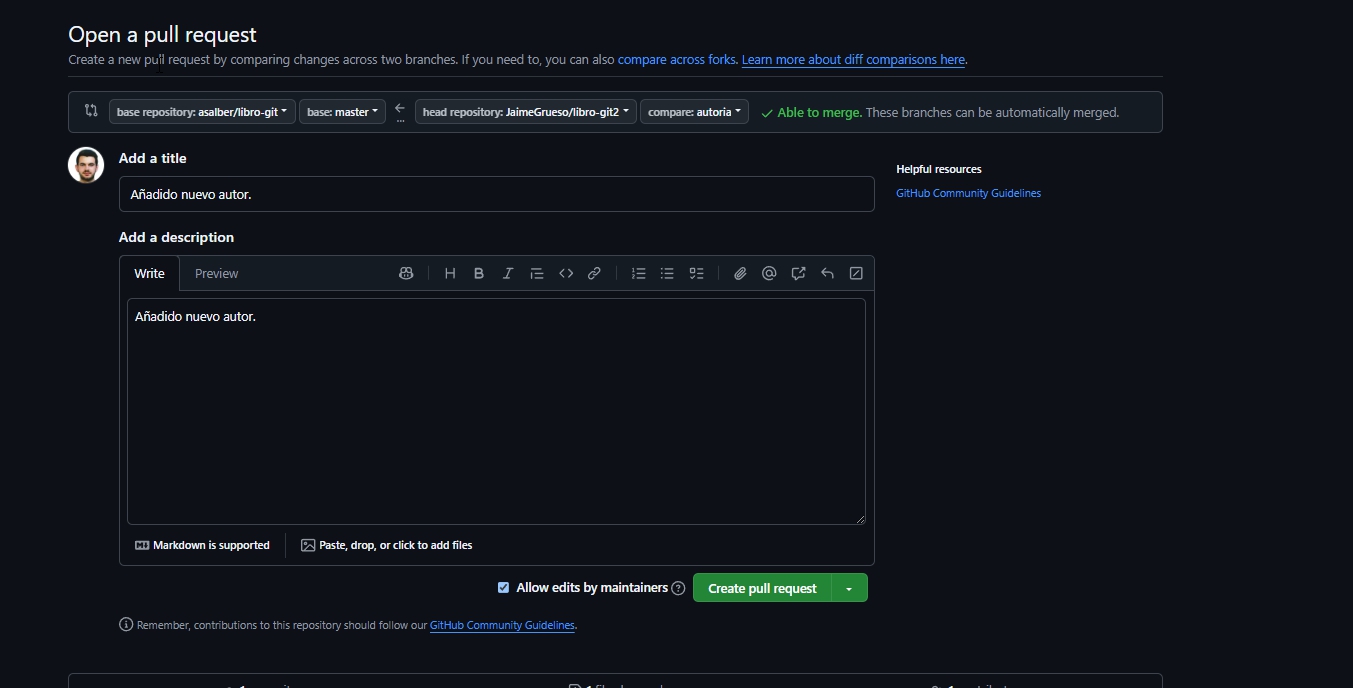 Open a pull request
Create a new pull request by comparing changes across two branches. If you need to, you can also compare across forks. Learn more about diff comparisons here.
base repository: asalber/libro-git base: master ... head repository: JaimeGrueso/libro-git2 compare: autoria Able to merge. These branches can be automatically merged.
Add a title
Helpful resources
Añadido nuevo autor.
GitHub Community Guidelines
Add a description
Write Preview
Añadido nuevo autor.
Markdown is supported Paste, drop, or click to add files
Allow edits by maintainers Create pull request
Remember, contributions to this repository should follow our GitHub Community Guidelines.